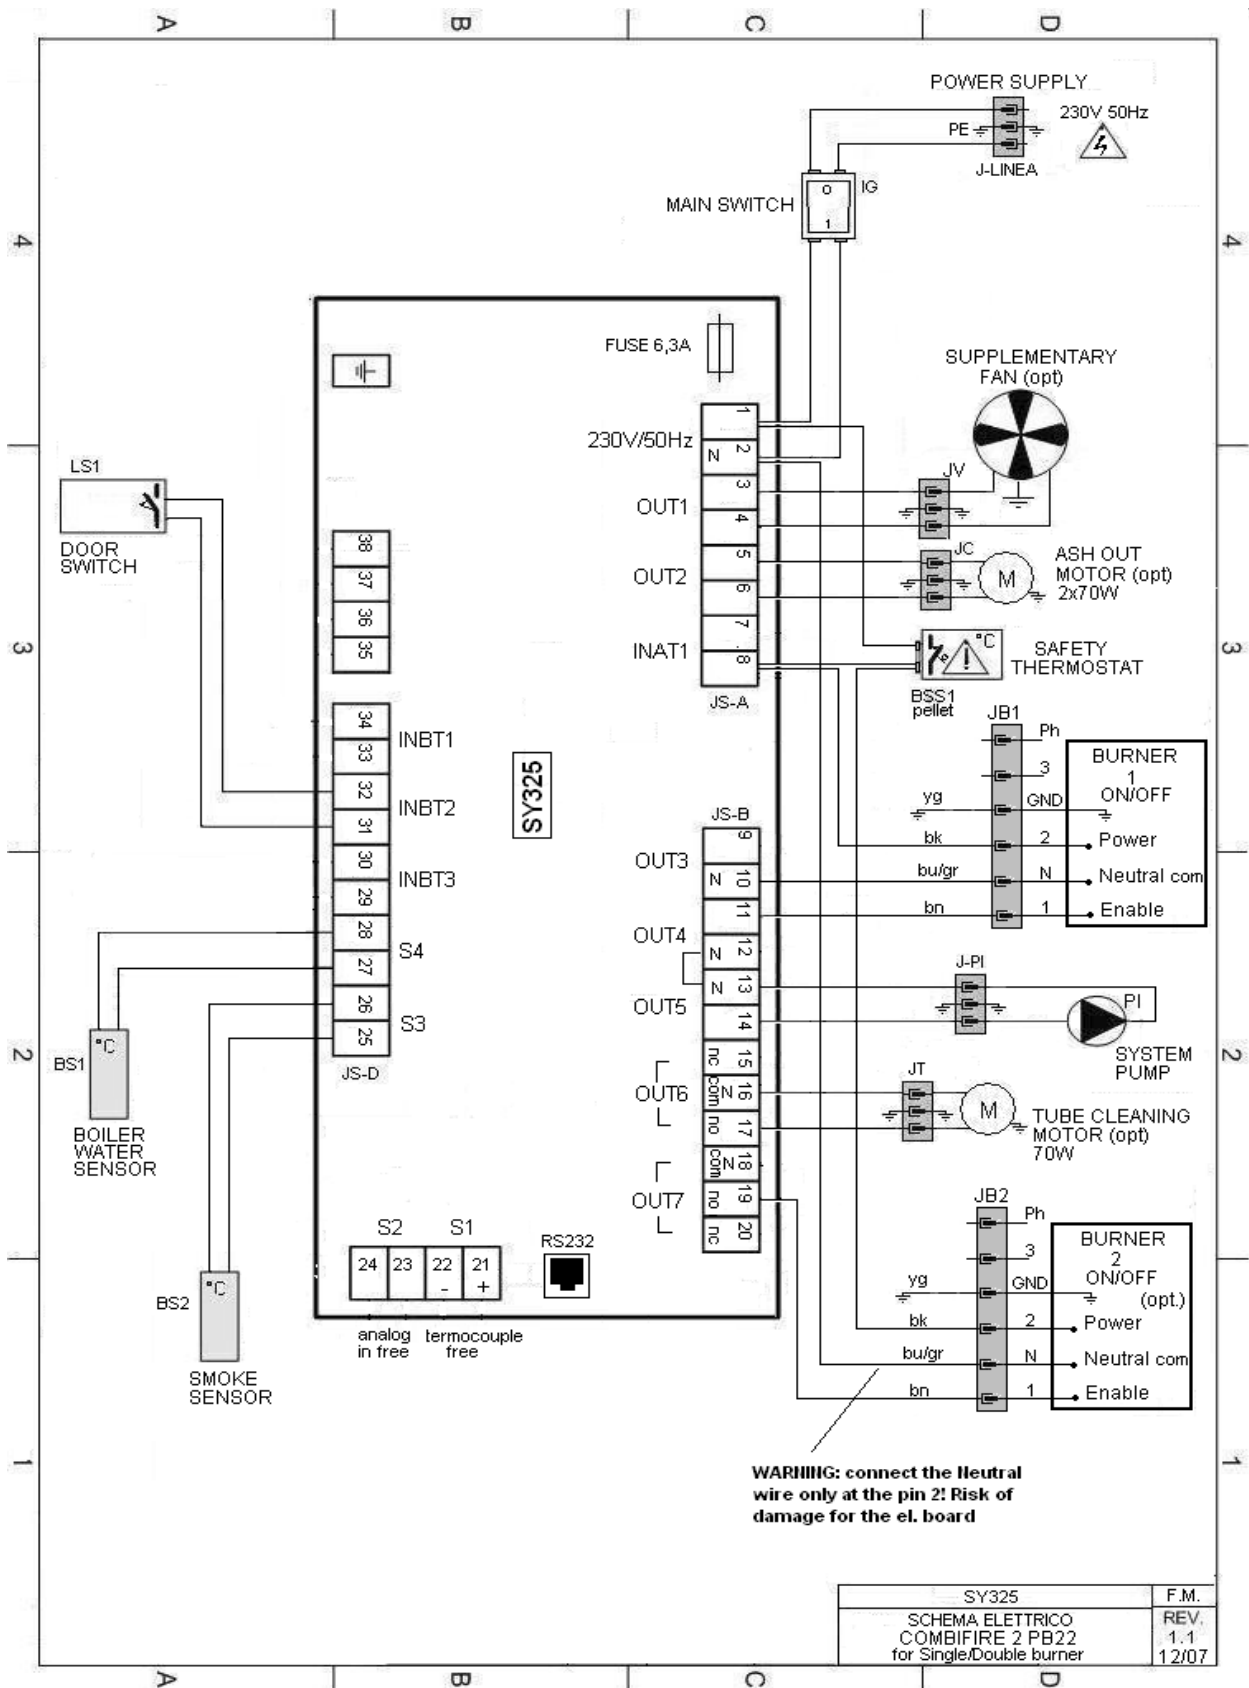 A
B
C
D
POWER SUPPLY
230V 50Hz
PE
J-LINEA
IG
MAIN SWITCH
0
1
4
4
FUSE 6,3A
SUPPLEMENTARY
FAN (opt)
230V/50Hz
1
N 2
3
4
5
6
7
8
OUT1
OUT2
INAT1
JS-A
JV
JC
M
ASH OUT
MOTOR (opt)
2x70W
°C
SAFETY
THERMOSTAT
BSS1
pellet
LS1
DOOR
SWITCH
3
3
38
37
36
35
34
33
32
31
30
29
28
27
26
25
INBT1
INBT2
INBT3
S4
S3
JS-D
SY325
JS-B
9
N 10
11
N 12
N 13
14
nc 15
com N 16
no 17
com N 18
no 19
nc 20
OUT3
OUT4
OUT5
OUT6
OUT7
JB1
Ph
3
yg
GND
bk
2
bu/gr
N
bn
1
BURNER
1
ON/OFF
Power
Neutral com
Enable
J-PI
PI
SYSTEM
PUMP
JT
M
TUBE CLEANING
MOTOR (opt)
70W
2
2
BS1
°C
BOILER
WATER
SENSOR
BS2
°C
SMOKE
SENSOR
S2
S1
24
23
22
-
21
+
RS232
analog
in free
termocouple
free
JB2
Ph
3
yg
GND
bk
2
bu/gr
N
bn
1
BURNER
2
ON/OFF
(opt.)
Power
Neutral com
Enable
1
1
WARNING: connect the Neutral
wire only at the pin 2! Risk of
damage for the el. board
SY325
F.M.
SCHEMA ELETTRICO
COMBIFIRE 2 PB22
for Single/Double burner
REV.
1.1
12/07
A
B
C
D